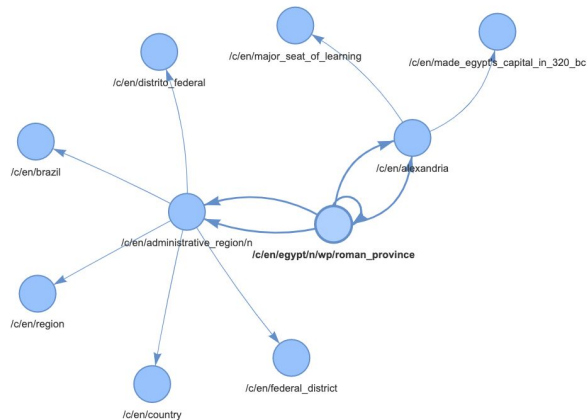 /c/en/major_seat_of_learning
/c/en/made_egypt's_capital_in_320_bc
/c/en/distrito_federal
/c/en/brazil
/c/en/alexandria
/c/en/administrative_region/n
/c/en/egypt/n/wp/roman_province
/c/en/region
/c/en/federal_district
/c/en/country